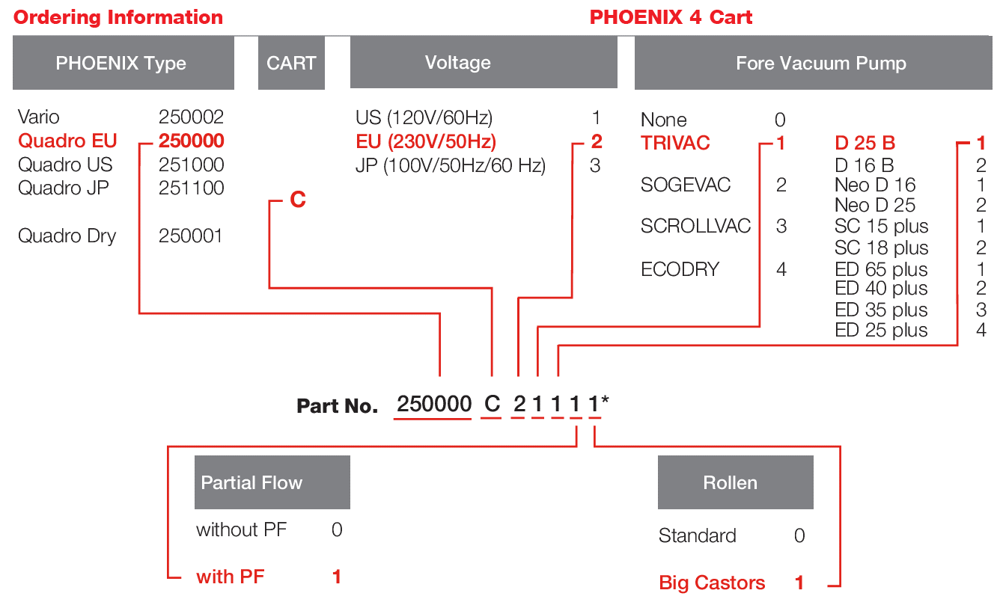 Ordering Information
PHOENIX 4 Cart
PHOENIX Type
CART
Voltage
Fore Vacuum Pump
Vario 250002
Quadro EU 250000
Quadro US 251000
Quadro JP 251100
Quadro Dry 250001
C
US (120V/60Hz) 1
EU (230V/50Hz) 2
JP (100V/50Hz/60 Hz) 3
None 0
TRIVAC 1 D 25 B 1
D 16 B 2
SOGEVAC 2 Neo D 16 1
Neo D 25 2
SCROLLVAC 3 SC 15 plus 1
SC 18 plus 2
ECODRY 4 ED 65 plus 1
ED 40 plus 2
ED 35 plus 3
ED 25 plus 4
Part No. 250000 C 2 1 1 1 1*
Partial Flow
without PF 0
with PF 1
Rollen
Standard 0
Big Castors 1